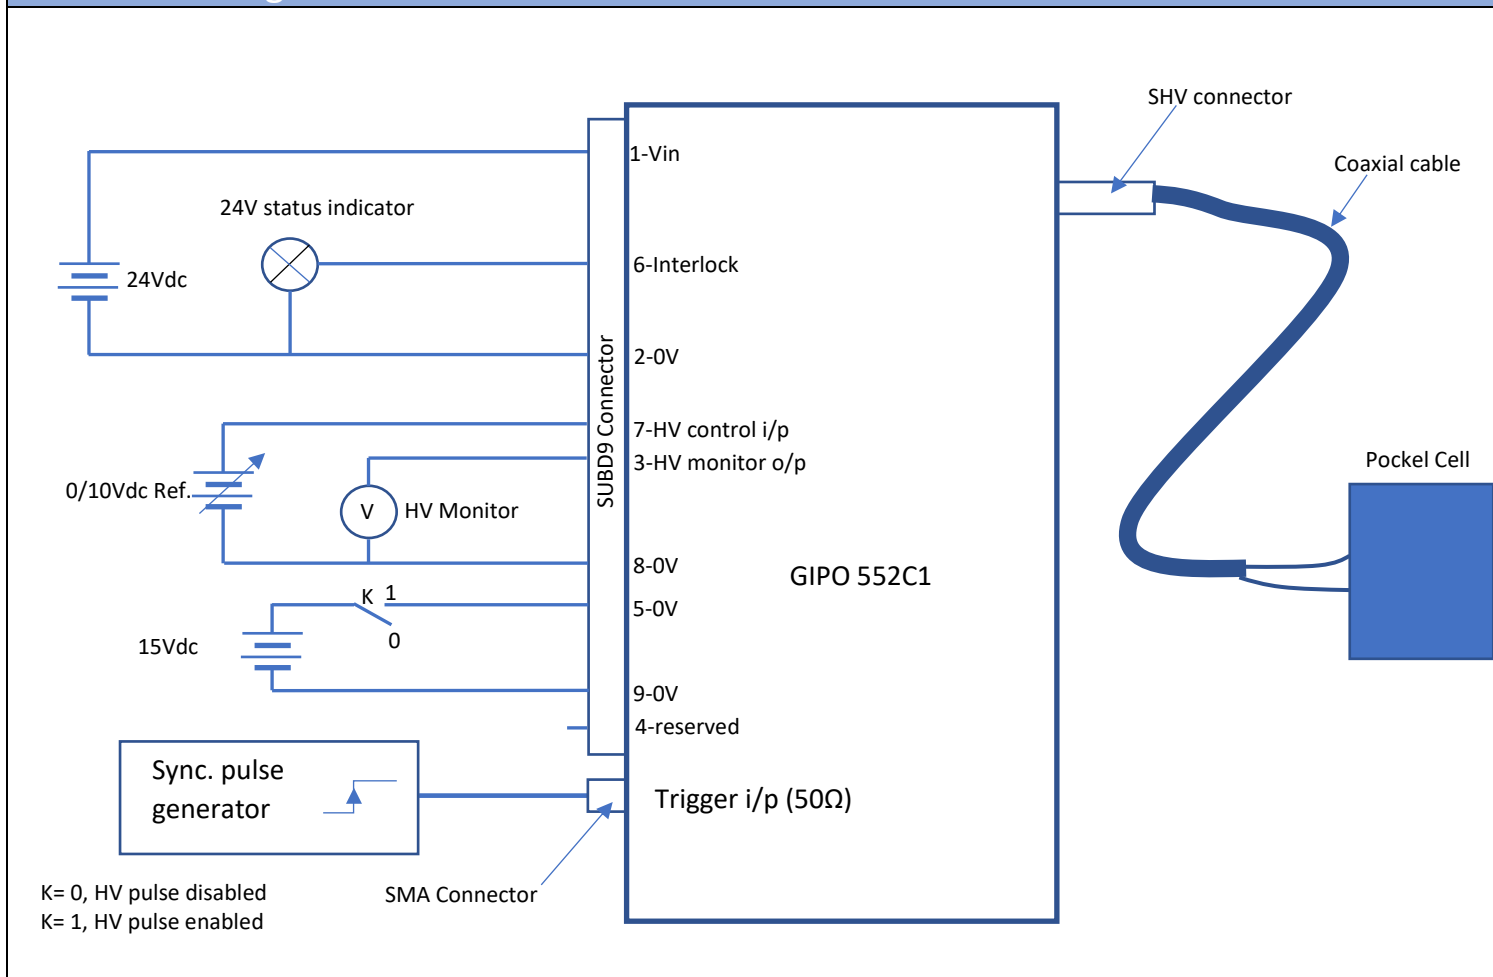 SHV connector
Coaxial cable
1-Vin
24V status indicator
6-Interlock
24Vdc
2-0V
SUBD9 Connector
7-HV control i/p
3-HV monitor o/p
Pockel Cell
0/10Vdc Ref.
V
HV Monitor
8-0V
GIPO 552C1
K 1
5-0V
0
15Vdc
9-0V
4-reserved
Sync. pulse
generator
Trigger i/p (50Ω)
K= 0, HV pulse disabled
SMA Connector
K= 1, HV pulse enabled